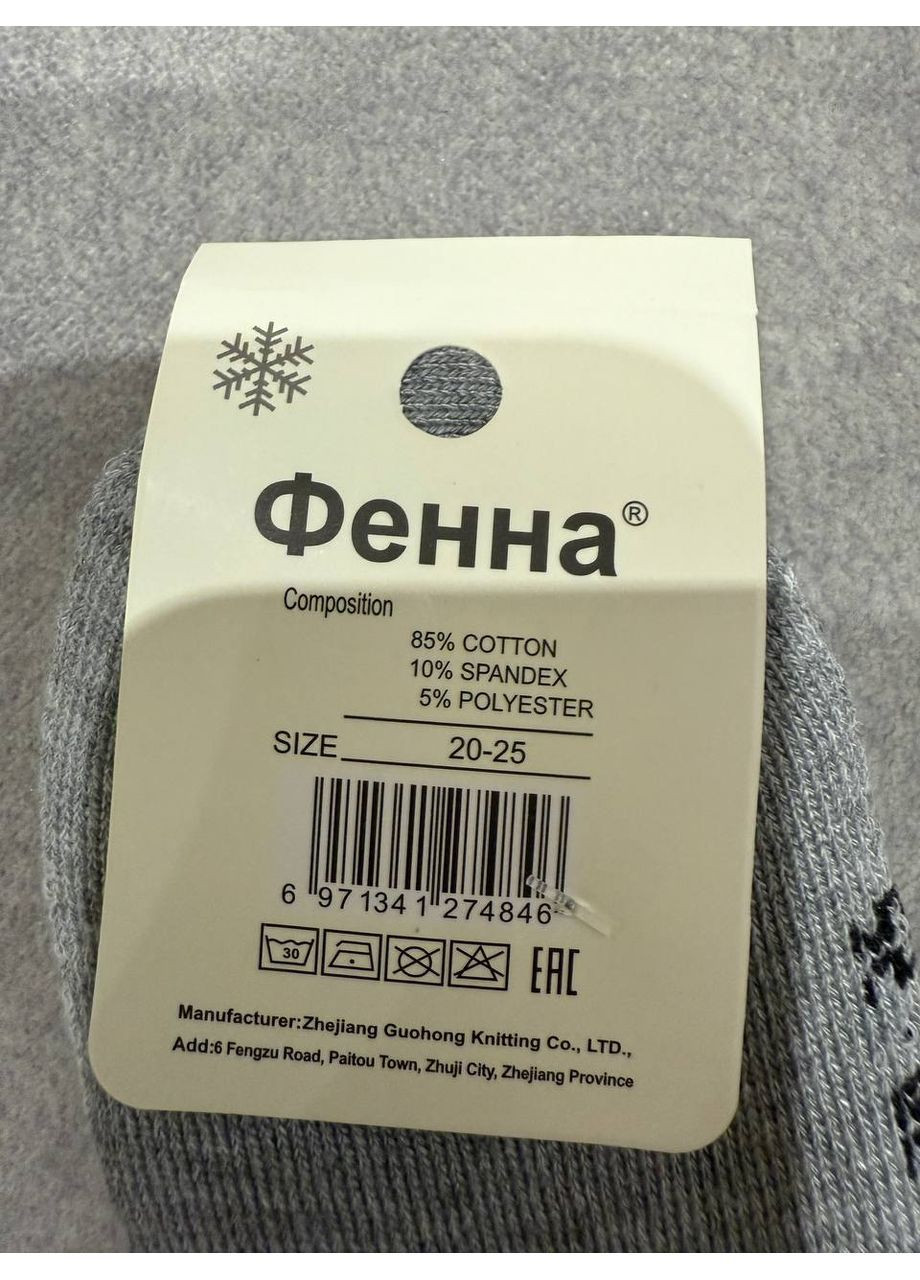 Фенна®
Composition
85% COTTON
10% SPANDEX
5% POLYESTER
SIZE 20-25
6 971341 274846
30
EAC
Manufacturer:Zhejiang Guohong Knitting Co., LTD.,
Add:6 Fengzu Road, Paitou Town, Zhuji City, Zhejiang Province